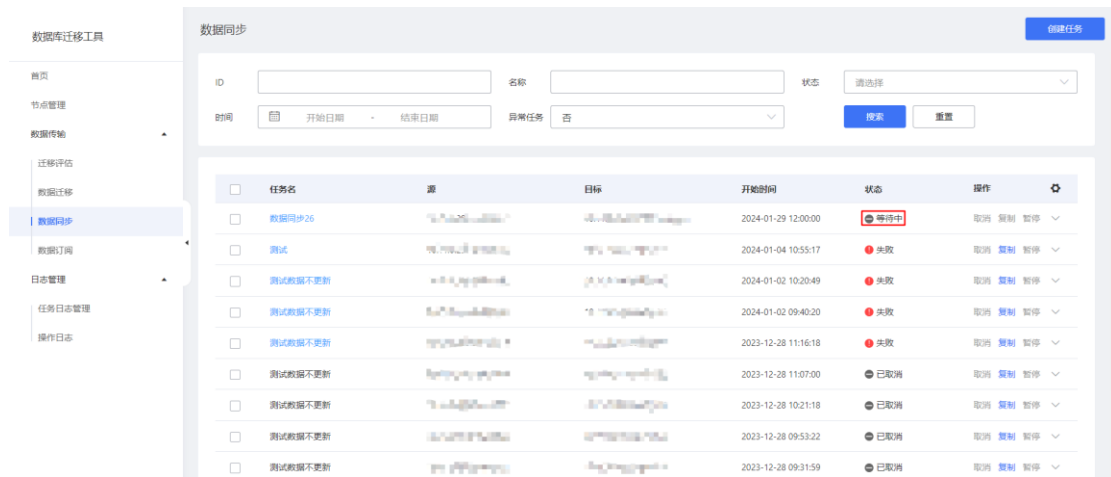 数据库迁移工具
首页
节点管理
数据传输
迁移评估
数据迁移
数据同步
数据订阅
日志管理
任务日志管理
操作日志
数据同步 创建任务
ID 名称 状态 请选择
时间 开始日期 - 结束日期 异常任务 否 搜索 重置
任务名 源 目标 开始时间 状态 操作
数据同步26 2024-01-29 12:00:00 等待中 取消 复制 暂停
测试 2024-01-04 10:55:17 失败 取消 复制 暂停
测试数据不更新 2024-01-02 10:20:49 失败 取消 复制 暂停
测试数据不更新 2024-01-02 09:40:20 失败 取消 复制 暂停
测试数据不更新 2023-12-28 11:16:18 失败 取消 复制 暂停
测试数据不更新 2023-12-28 11:07:00 已取消 取消 复制 暂停
测试数据不更新 2023-12-28 10:21:18 已取消 取消 复制 暂停
测试数据不更新 2023-12-28 09:53:22 已取消 取消 复制 暂停
测试数据不更新 2023-12-28 09:31:59 已取消 取消 复制 暂停